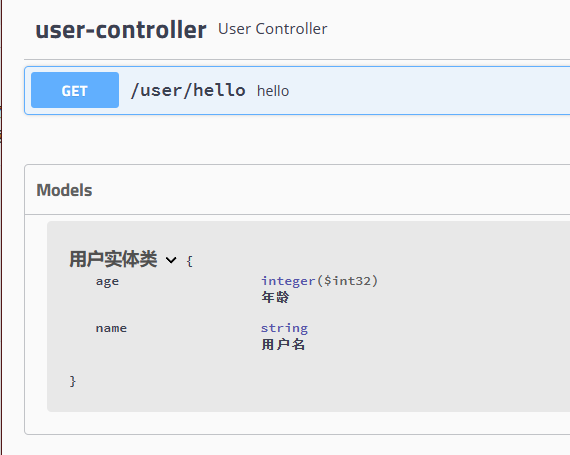 user-controller User Controller
GET /user/hello hello
Models
用户实体类 {
age integer($int32)
年龄
name string
用户名
}